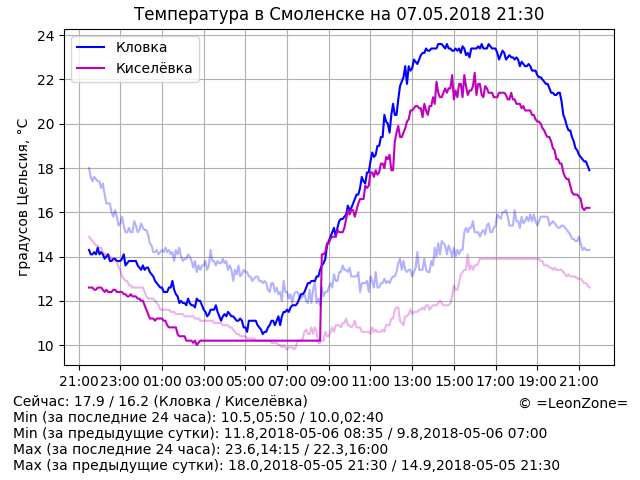 Температура в Смоленске на 07.05.2018 21:30
градусов Цельсия, °C
24
22
20
18
16
14
12
10
Кловка
Киселёвка
21:00 23:00 01:00 03:00 05:00 07:00 09:00 11:00 13:00 15:00 17:00 19:00 21:00
Сейчас: 17.9 / 16.2 (Кловка / Киселёвка)
© =LeonZone=
Min (за последние 24 часа): 10.5,05:50 / 10.0,02:40
Min (за предыдущие сутки): 11.8,2018-05-06 08:35 / 9.8,2018-05-06 07:00
Max (за последние 24 часа): 23.6,14:15 / 22.3,16:00
Max (за предыдущие сутки): 18.0,2018-05-05 21:30 / 14.9,2018-05-05 21:30